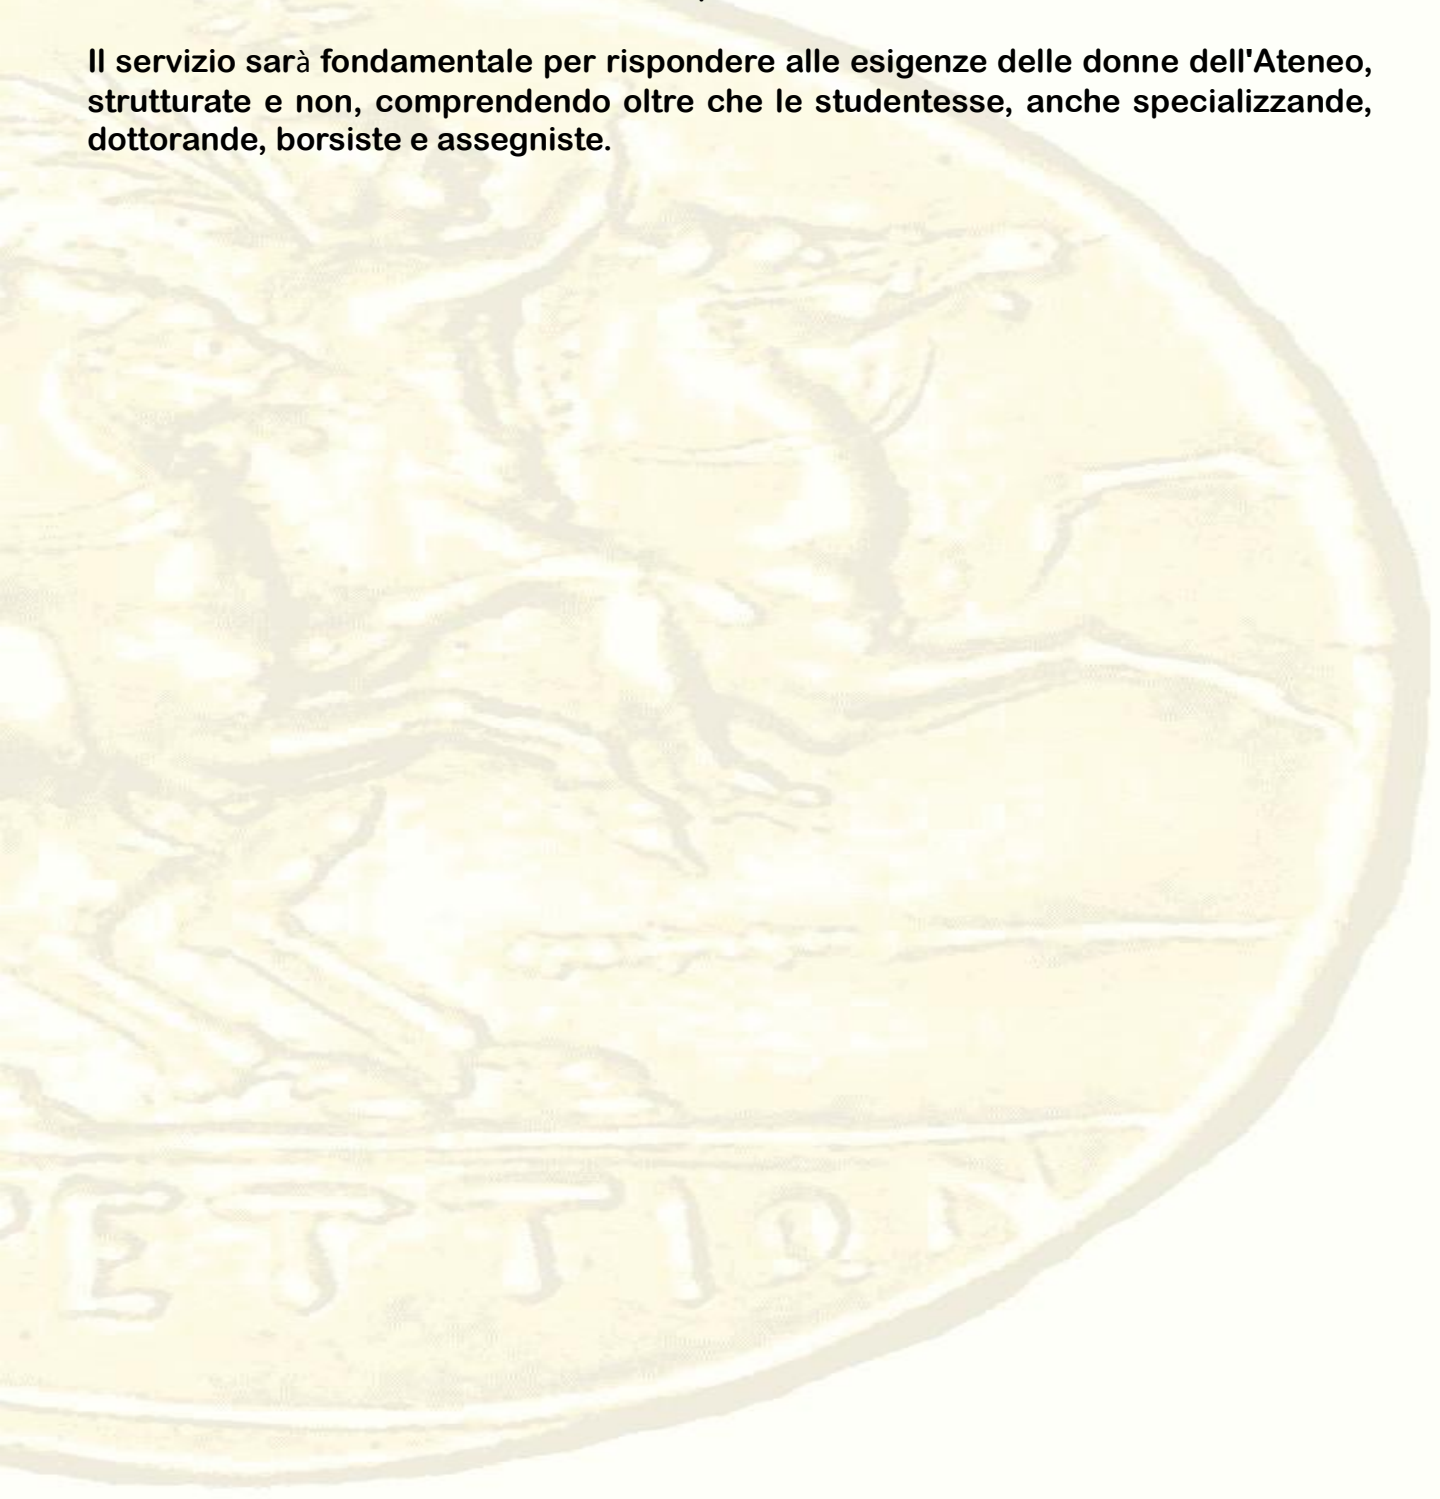 Il servizio sarà fondamentale per rispondere alle esigenze delle donne dell'Ateneo,
strutturate e non, comprendendo oltre che le studentesse, anche specializzande,
dottorande, borsiste e assegniste.
ΕΤΤΙΩΝ